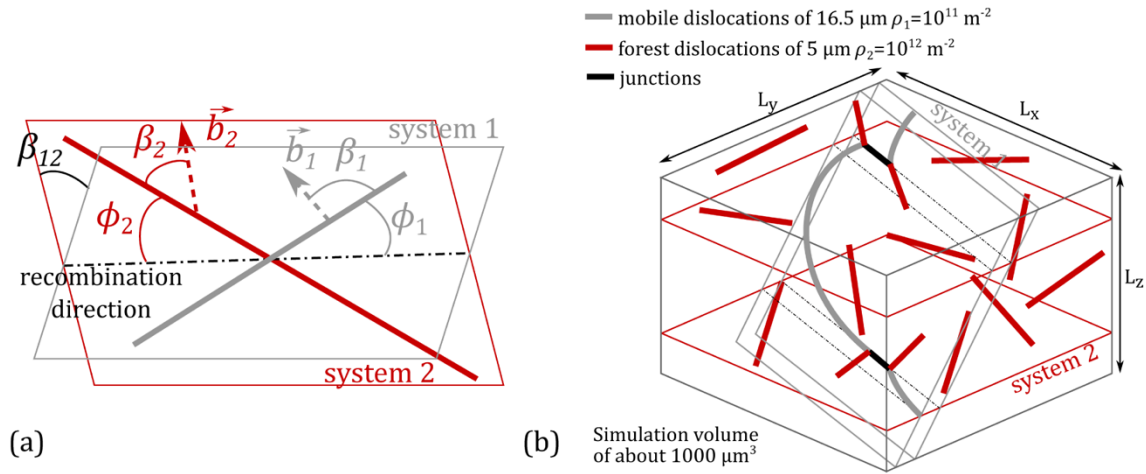 β12
β2
b2
system 1
b1
β1
ϕ2
ϕ1
recombination
direction
system 2
(a)
mobile dislocations of 16.5 μm ρ1=10^11 m^-2
forest dislocations of 5 μm ρ2=10^12 m^-2
junctions
Ly
Lx
system 1
Lz
system 2
(b)
Simulation volume
of about 1000 μm^3